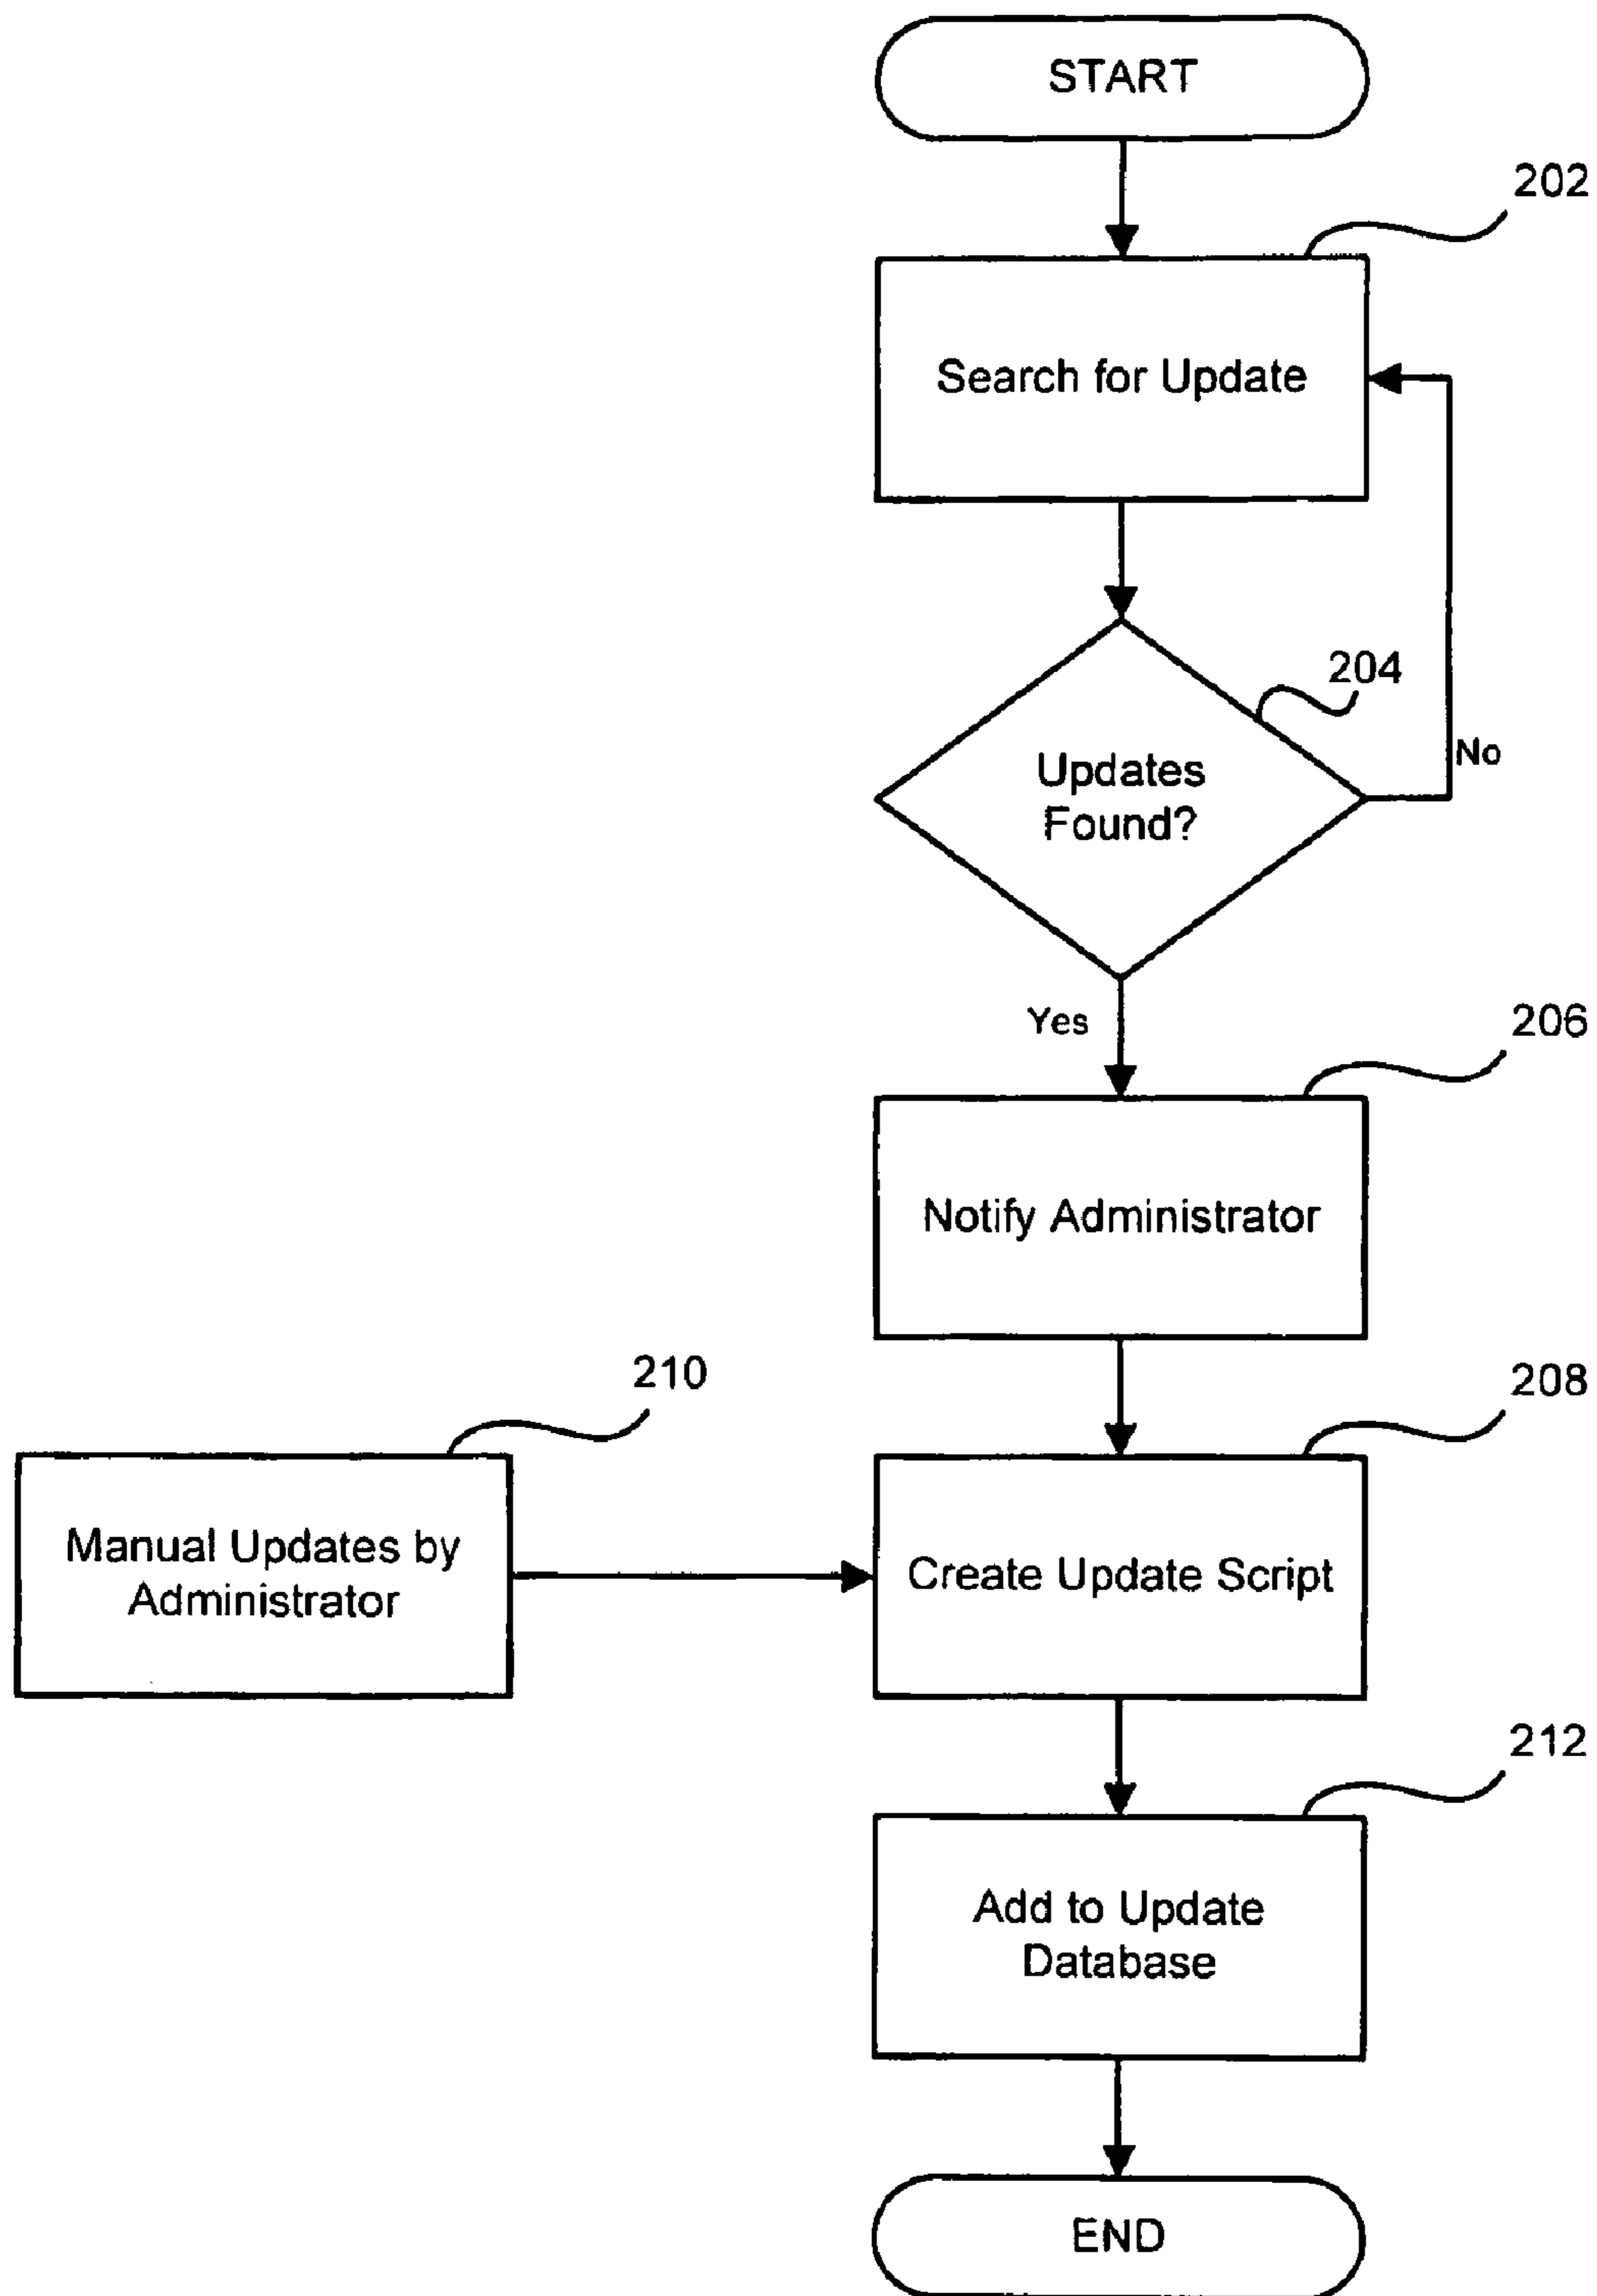 START
202
Search for Update
204
Updates
Found?
No
Yes
206
Notify Administrator
210
208
Manual Updates by
Administrator
Create Update Script
212
Add to Update
Database
END